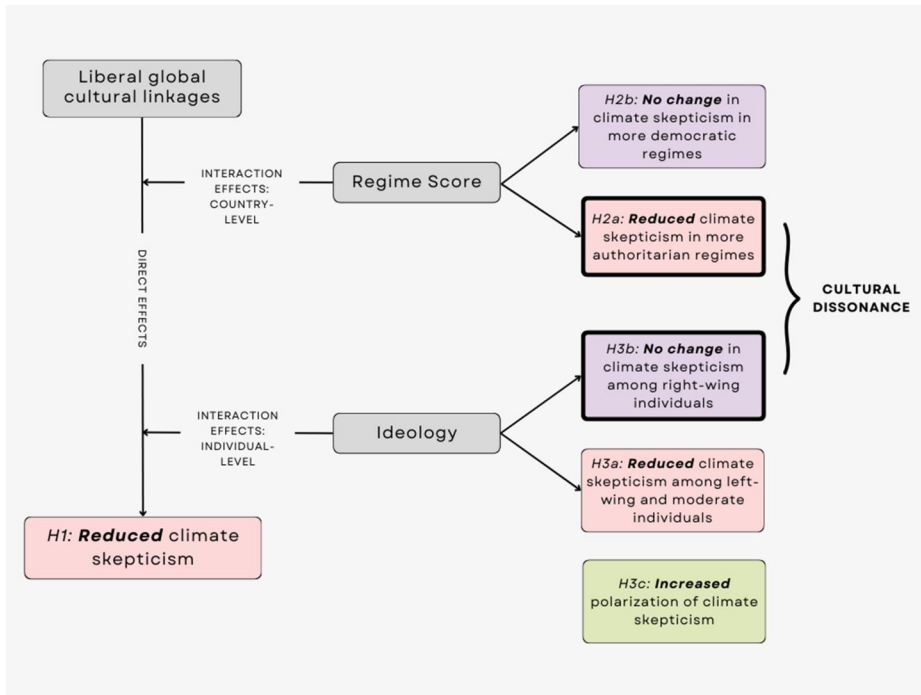 Liberal global
cultural linkages
INTERACTION
EFFECTS:
COUNTRY-
LEVEL
Regime Score
H2b: No change in
climate skepticism in
more democratic
regimes
H2a: Reduced climate
skepticism in more
authoritarian regimes
DIRECT EFFECTS
CULTURAL
DISSONANCE
H3b: No change in
climate skepticism
among right-wing
individuals
INTERACTION
EFFECTS:
INDIVIDUAL-
LEVEL
Ideology
H3a: Reduced climate
skepticism among left-
wing and moderate
individuals
H1: Reduced climate
skepticism
H3c: Increased
polarization of climate
skepticism